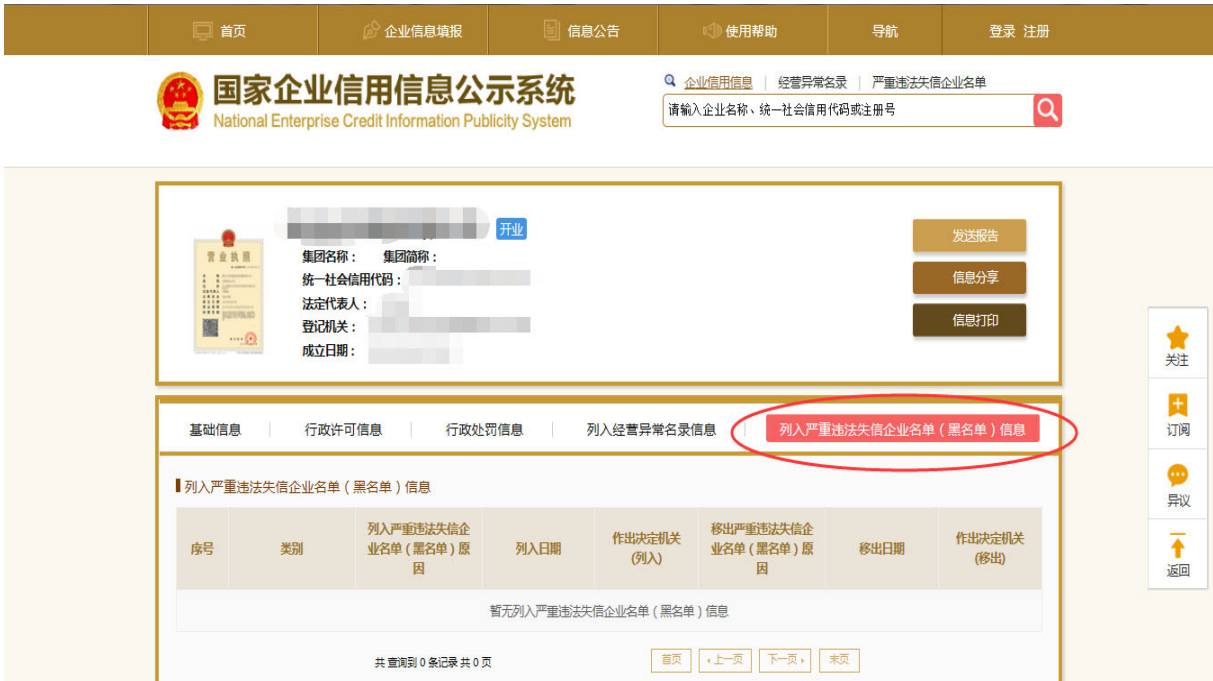 首页 企业信息填报 信息公告 使用帮助 导航 登录 注册
国家企业信用信息公示系统
National Enterprise Credit Information Publicity System
企业信用信息 | 经营异常名录 | 严重违法失信企业名单
请输入企业名称、统一社会信用代码或注册号
开业
营业执照
集团名称： 集团简称：
统一社会信用代码：
法定代表人：
登记机关：
成立日期：
发送报告
信息分享
信息打印
关注
订阅
异议
返回
基础信息 | 行政许可信息 | 行政处罚信息 | 列入经营异常名录信息 | 列入严重违法失信企业名单（黑名单）信息
列入严重违法失信企业名单（黑名单）信息
序号
类别
列入严重违法失信企
业名单（黑名单）原
因
列入日期
作出决定机关
(列入)
移出严重违法失信企
业名单（黑名单）原
因
移出日期
作出决定机关
(移出)
暂无列入严重违法失信企业名单（黑名单）信息
共 查询到 0 条记录 共 0 页
首页 上一页 下一页 末页